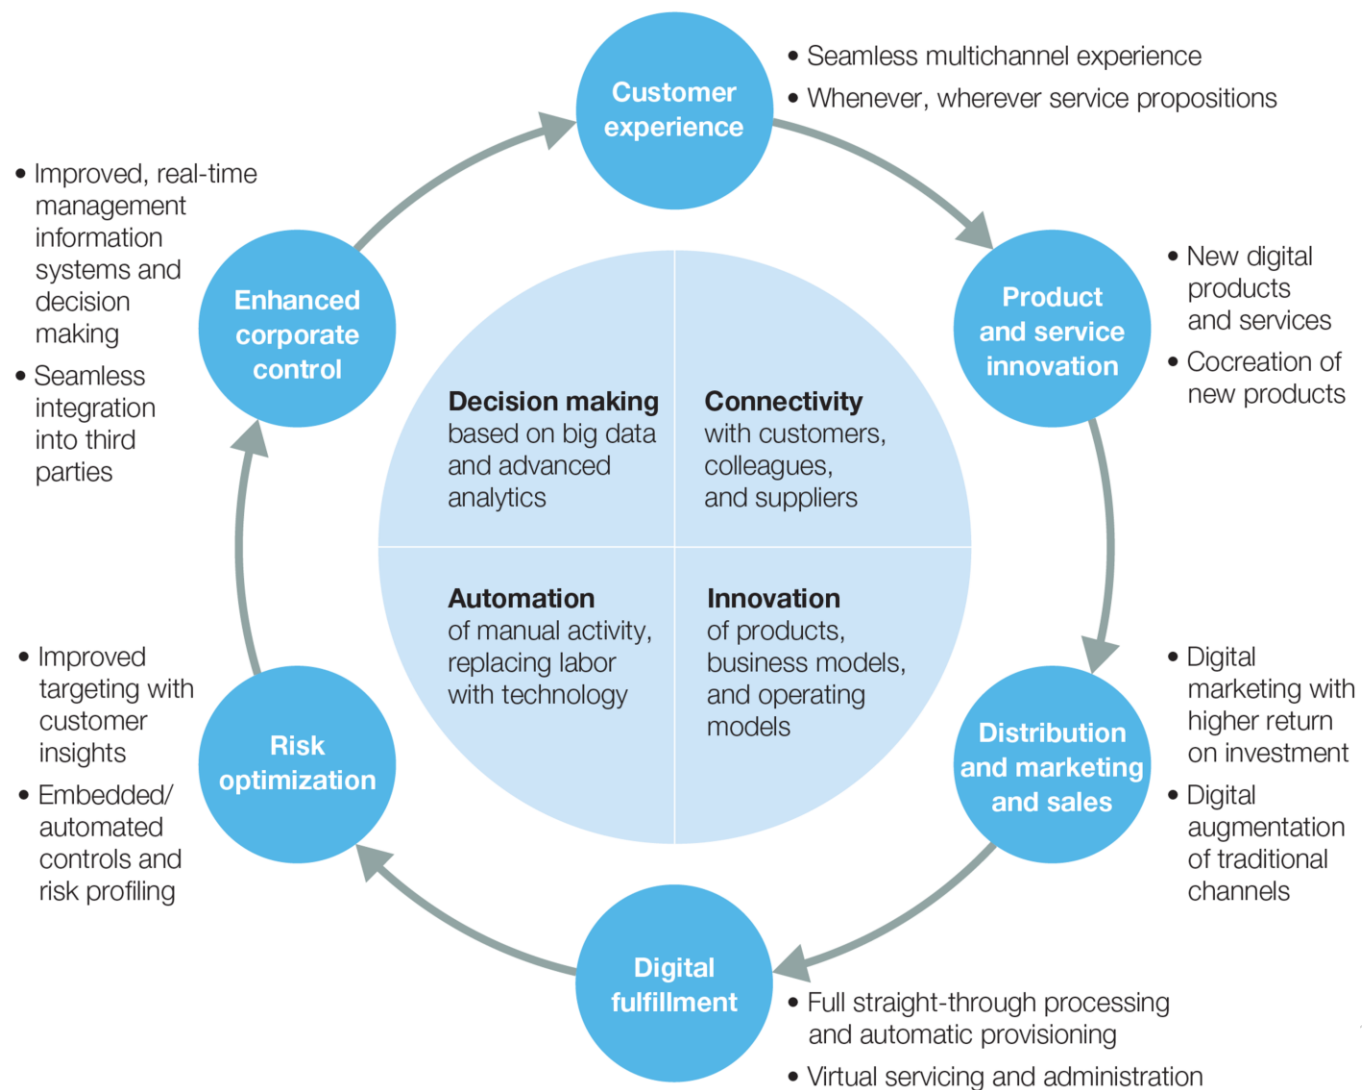 Customer
experience
• Seamless multichannel experience
• Whenever, wherever service propositions
Product
and service
innovation
• New digital
products
and services
• Cocreation of
new products
Distribution
and marketing
and sales
• Digital
marketing with
higher return
on investment
• Digital
augmentation
of traditional
channels
Digital
fulfillment
• Full straight-through processing
and automatic provisioning
• Virtual servicing and administration
Risk
optimization
• Improved
targeting with
customer
insights
• Embedded/
automated
controls and
risk profiling
Enhanced
corporate
control
• Improved, real-time
management
information
systems and
decision
making
• Seamless
integration
into third
parties
Decision making
based on big data
and advanced
analytics
Connectivity
with customers,
colleagues,
and suppliers
Automation
of manual activity,
replacing labor
with technology
Innovation
of products,
business models,
and operating
models